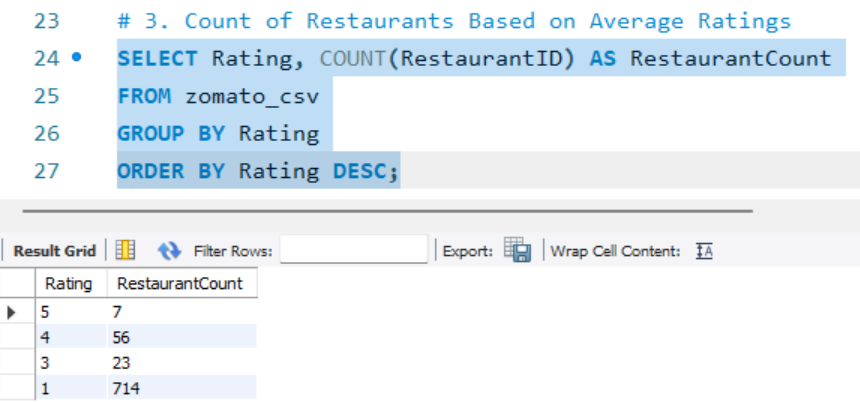 23 # 3. Count of Restaurants Based on Average Ratings
24 SELECT Rating, COUNT(RestaurantID) AS RestaurantCount
25 FROM zomato_csv
26 GROUP BY Rating
27 ORDER BY Rating DESC;
Result Grid Filter Rows: Export: Wrap Cell Content: IA
Rating RestaurantCount
5 7
4 56
3 23
1 714